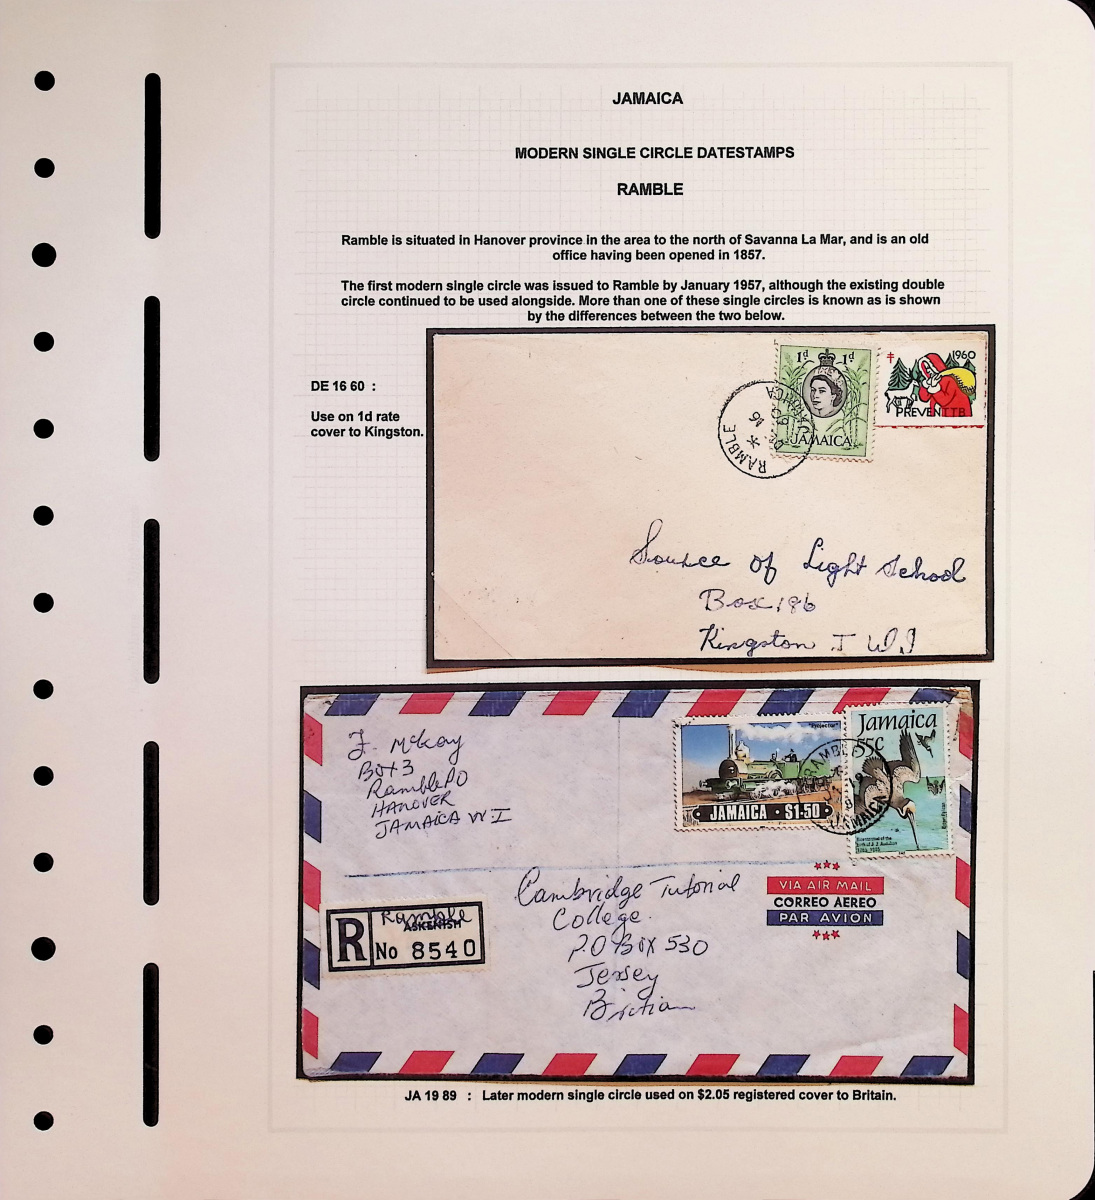 JAMAICA
MODERN SINGLE CIRCLE DATESTAMPS
RAMBLE
Ramble is situated in Hanover province in the area to the north of Savanna La Mar, and is an old
office having been opened in 1857.
The first modern single circle was issued to Ramble by January 1957, although the existing double
circle continued to be used alongside. More than one of these single circles is known as is shown
by the differences between the two below.
DE 16 60 :
Use on 1d rate
cover to Kingston.
1d 1d
JAMAICA
1960
PREVENT TB
RAMBLE
DE 16
60
JAMAICA
Source of Light School
Box 186
Kingston J W I
F. McKay
Box 3
Ramble PO
HANOVER
JAMAICA W I
"Projector"
JAMAICA · $1·50
Jamaica
55c
RAMBLE
JAMAICA
VIA AIR MAIL
CORREO AEREO
PAR AVION
R
Ramble
ASKENISH
No 8540
Cambridge Tutorial
College
P.O Box 530
Jersey
JA 19 89 : Later modern single circle used on $2.05 registered cover to Britain.